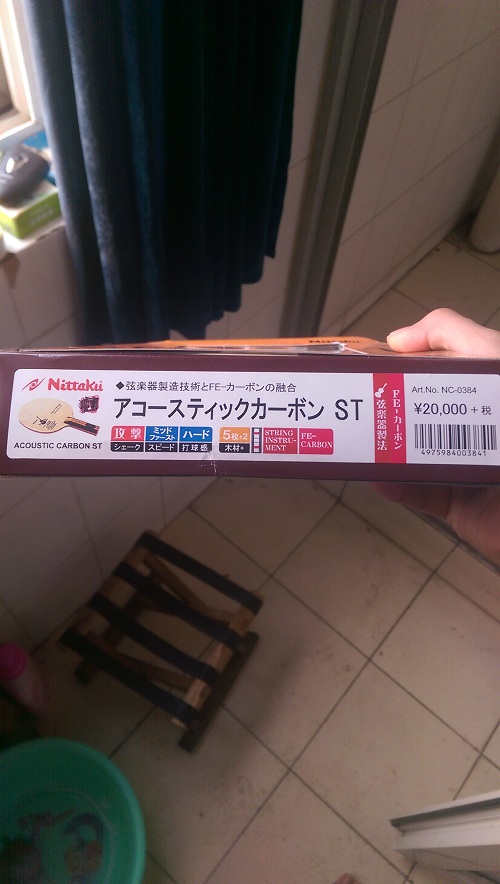 Nittaku
ACOUSTIC CARBON ST
◆弦楽器製造技術とFE-カーボンの融合
アコースティックカーボン ST
攻撃
シェーク
ミッド
ファースト
スピード
ハード
打球感
5枚+2
木材+
STRING
INSTRU-
MENT
FE-
CARBON
弦楽器製法
FE-カーボン
Art.No. NC-0384
¥20,000 + 税
4975984003841